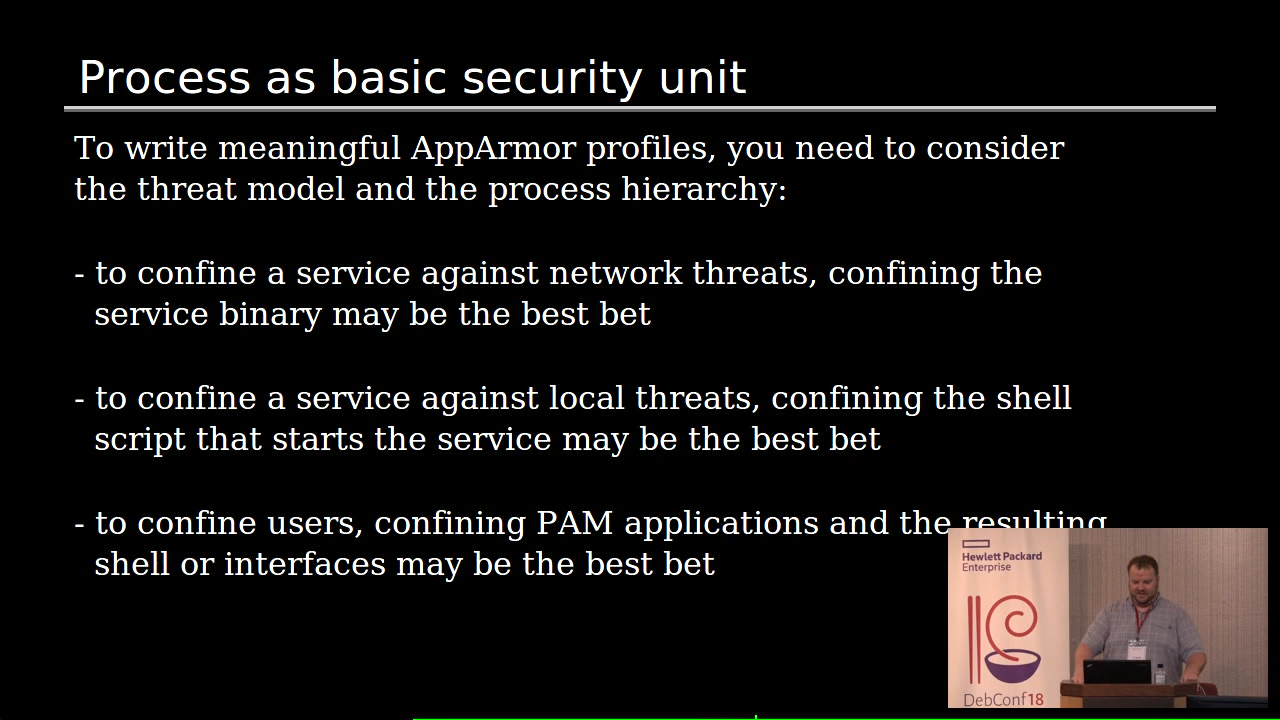 Process as basic security unit
To write meaningful AppArmor profiles, you need to consider
the threat model and the process hierarchy:
- to confine a service against network threats, confining the
service binary may be the best bet
- to confine a service against local threats, confining the shell
script that starts the service may be the best bet
- to confine users, confining PAM applications and the resulting
shell or interfaces may be the best bet
Hewlett Packard
Enterprise
DebConf18